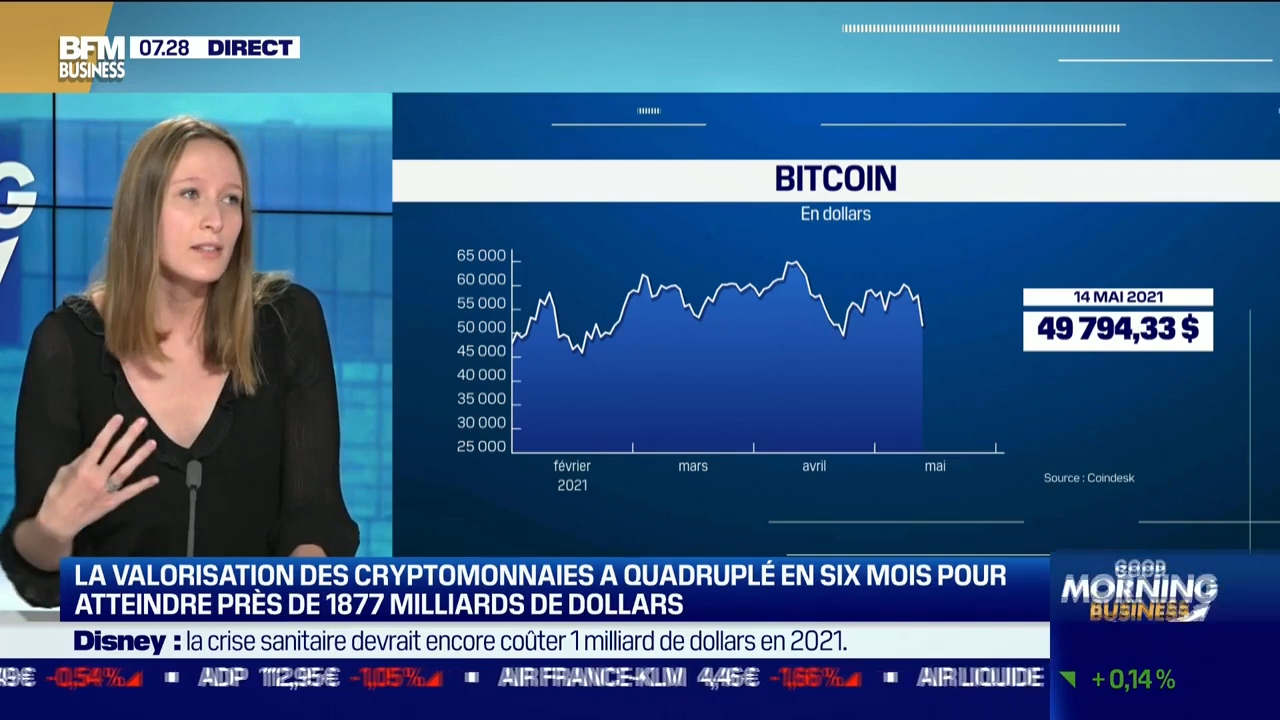 BFM
BUSINESS
07.28 DIRECT
G
BITCOIN
En dollars
65 000
60 000
55 000
50 000
45 000
40 000
35 000
30 000
25 000
février
2021
mars
avril
mai
14 MAI 2021
49 794,33 $
Source : Coindesk
LA VALORISATION DES CRYPTOMONNAIES A QUADRUPLÉ EN SIX MOIS POUR
ATTEINDRE PRÈS DE 1877 MILLIARDS DE DOLLARS
GOOD
MORNING
BUSINESS
Disney : la crise sanitaire devrait encore coûter 1 milliard de dollars en 2021.
9€ -0,54% ADP 112,95€ -1,05% AIR FRANCE-KLM 4,46€ -1,66% AIR LIQUIDE +0,14%